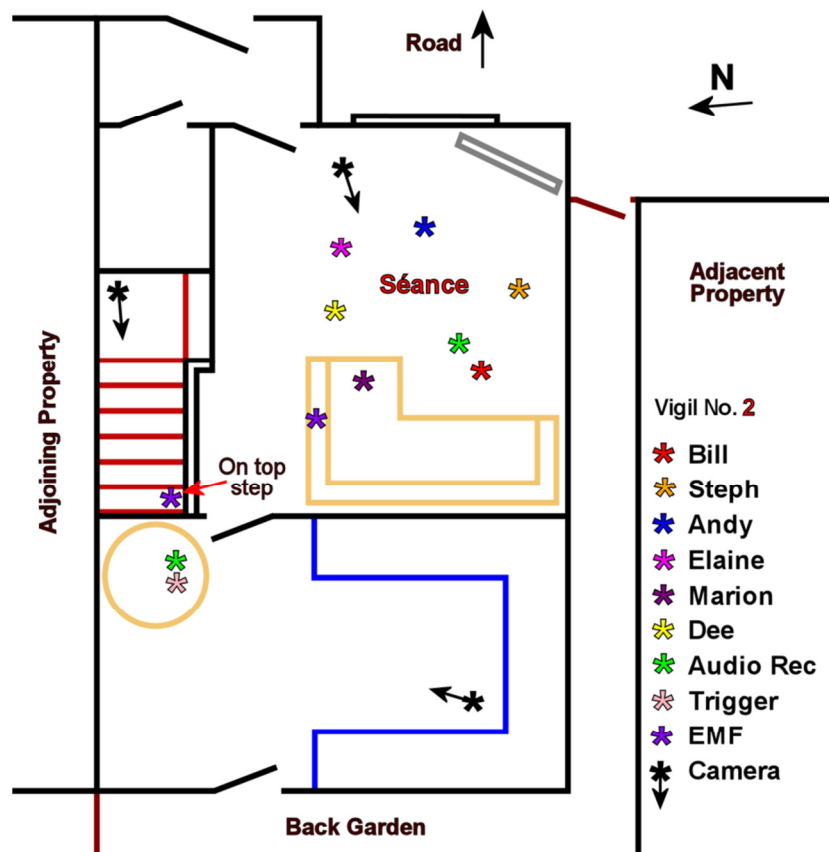 Road
N
Séance
Adjacent
Property
Adjoining Property
On top
step
Vigil No. 2
Bill
Steph
Andy
Elaine
Marion
Dee
Audio Rec
Trigger
EMF
Camera
Back Garden